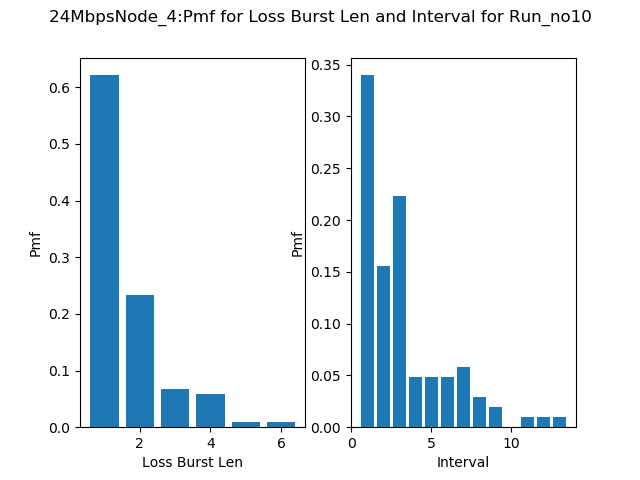 24MbpsNode_4:Pmf for Loss Burst Len and Interval for Run_no10
Pmf
0.6
0.5
0.4
0.3
0.2
0.1
0.0
2 4 6
Loss Burst Len
Pmf
0.35
0.30
0.25
0.20
0.15
0.10
0.05
0.00
0 5 10
Interval